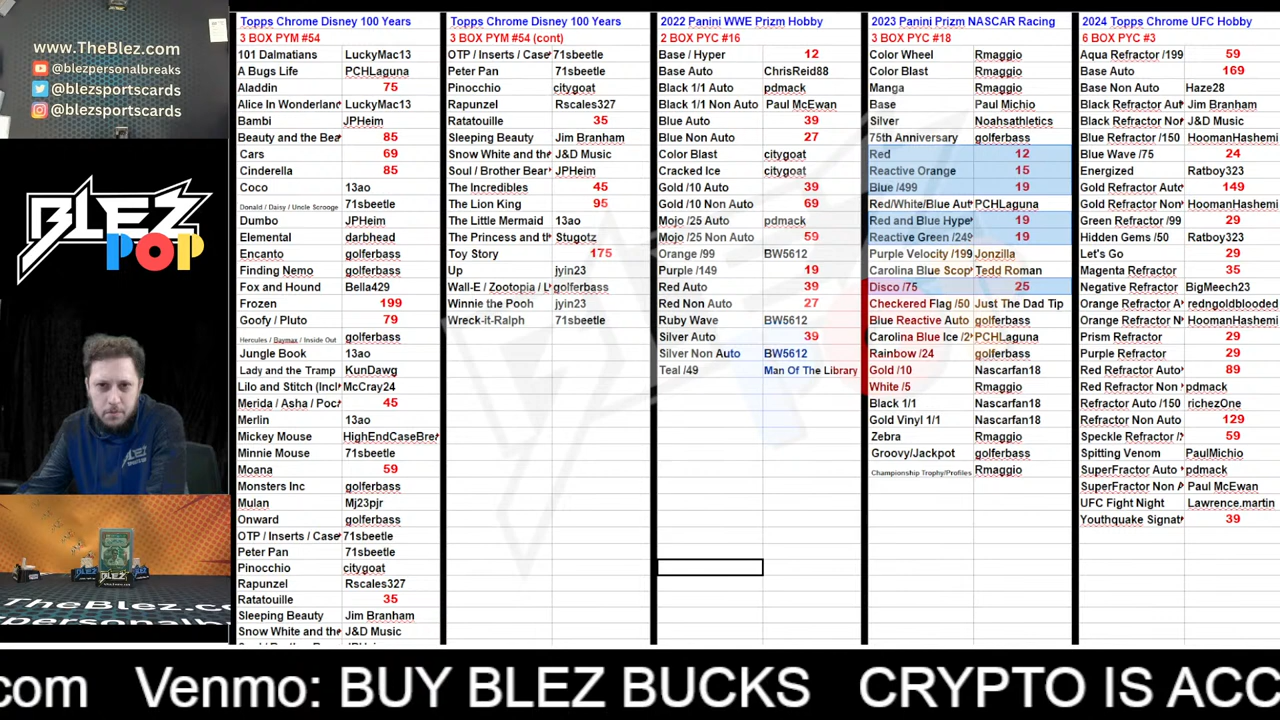 www.TheBlez.com
@blezpersonalbreaks
@blezsportscards
BLEZ
POP
Topps Chrome Disney 100 Years
3 BOX PYM #54
101 Dalmatians LuckyMac13
A Bugs Life PCHLaguna
Aladdin 75
Alice In Wonderlan LuckyMac13
Bambi JPHeim
Beauty and the Bea 85
Cars 69
Cinderella 85
Coco 13ao
Donald / Daisy / Uncle Scrooge 71sbeetle
Dumbo JPHeim
Elemental darbhead
Encanto golferbass
Finding Nemo golferbass
Fox and Hound Bella429
Frozen 199
Goofy / Pluto 79
Hercules / Baymax / Inside Out golferbass
Jungle Book 13ao
Lady and the Tramp KunDawg
Lilo and Stitch (Incl McCray24
Merida / Asha / Poc 45
Merlin 13ao
Mickey Mouse HighEndCaseBre
Minnie Mouse 71sbeetle
Moana 59
Monsters Inc golferbass
Mulan Mj23pjr
Onward golferbass
OTP / Inserts / Case 71sbeetle
Peter Pan 71sbeetle
Pinocchio citygoat
Rapunzel Rscales327
Ratatouille 35
Sleeping Beauty Jim Branham
Snow White and the J&D Music
Topps Chrome Disney 100 Years
3 BOX PYM #54 (cont)
OTP / Inserts / Case 71sbeetle
Peter Pan 71sbeetle
Pinocchio citygoat
Rapunzel Rscales327
Ratatouille 35
Sleeping Beauty Jim Branham
Snow White and the J&D Music
Soul / Brother Bear JPHeim
The Incredibles 45
The Lion King 95
The Little Mermaid 13ao
The Princess and th Stugotz
Toy Story 175
Up jyin23
Wall-E / Zootopia / L golferbass
Winnie the Pooh jyin23
Wreck-it-Ralph 71sbeetle
2022 Panini WWE Prizm Hobby
2 BOX PYC #16
Base / Hyper 12
Base Auto ChrisReid88
Black 1/1 Auto pdmack
Black 1/1 Non Auto Paul McEwan
Blue Auto 39
Blue Non Auto 27
Color Blast citygoat
Cracked Ice citygoat
Gold /10 Auto 39
Gold /10 Non Auto 69
Mojo /25 Auto pdmack
Mojo /25 Non Auto 59
Orange /99 BW5612
Purple /149 19
Red Auto 39
Red Non Auto 27
Ruby Wave BW5612
Silver Auto 39
Silver Non Auto BW5612
Teal /49 Man Of The Library
2023 Panini Prizm NASCAR Racing
3 BOX PYC #18
Color Wheel Rmaggio
Color Blast Rmaggio
Manga Rmaggio
Base Paul Michio
Silver Noahsathletics
75th Anniversary golferbass
Red 12
Reactive Orange 15
Blue /499 19
Red/White/Blue Aut PCHLaguna
Red and Blue Hype 19
Reactive Green /249 19
Purple Velocity /199 Jonzilla
Carolina Blue Scop Tedd Roman
Disco /75 25
Checkered Flag /50 Just The Dad Tip
Blue Reactive Auto golferbass
Carolina Blue Ice /2 PCHLaguna
Rainbow /24 golferbass
Gold /10 Nascarfan18
White /5 Rmaggio
Black 1/1 Nascarfan18
Gold Vinyl 1/1 Nascarfan18
Zebra Rmaggio
Groovy/Jackpot golferbass
Championship Trophy/Profiles Rmaggio
2024 Topps Chrome UFC Hobby
6 BOX PYC #3
Aqua Refractor /199 59
Base Auto 169
Base Non Auto Haze28
Black Refractor Au Jim Branham
Black Refractor No J&D Music
Blue Refractor /150 HoomanHashemi
Blue Wave /75 24
Energized Ratboy323
Gold Refractor Aut 149
Gold Refractor Non HoomanHashemi
Green Refractor /99 29
Hidden Gems /50 Ratboy323
Let's Go 29
Magenta Refractor 35
Negative Refractor BigMeech23
Orange Refractor A redngoldblooded
Orange Refractor N HoomanHashemi
Prism Refractor 29
Purple Refractor 29
Red Refractor Auto 89
Red Refractor Non pdmack
Refractor Auto /150 richezOne
Refractor Non Auto 129
Speckle Refractor /2 59
Spitting Venom PaulMichio
SuperFractor Auto pdmack
SuperFractor Non A Paul McEwan
UFC Fight Night Lawrence.martin
Youthquake Signat 39
.com Venmo: BUY BLEZ BUCKS CRYPTO IS ACC